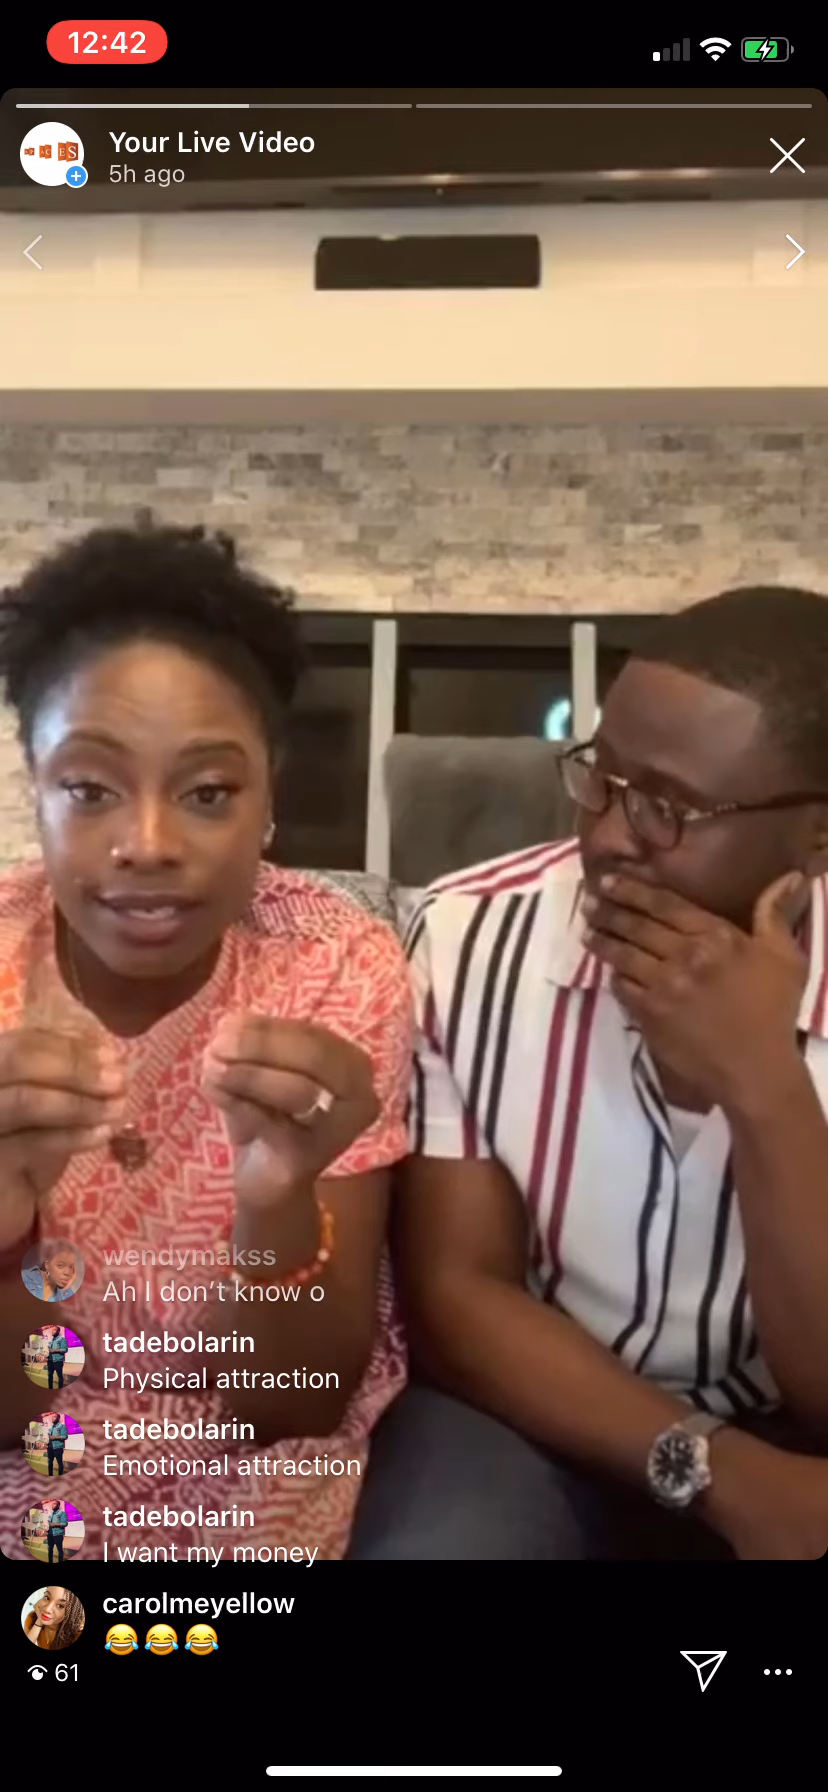 12:42
Your Live Video
5h ago
wendymakss
Ah I don't know o
tadebolarin
Physical attraction
tadebolarin
Emotional attraction
tadebolarin
I want my money
carolmeyellow
😂😂😂
61